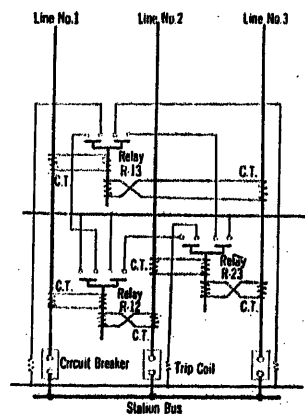 Line No.1 Line No.2 Line No.3
Relay
R-13
C.T.
C.T.
C.T.
Relay
R-23
C.T.
C.T.
Relay
R-12
Circuit Breaker
Trip Coil
Station Bus